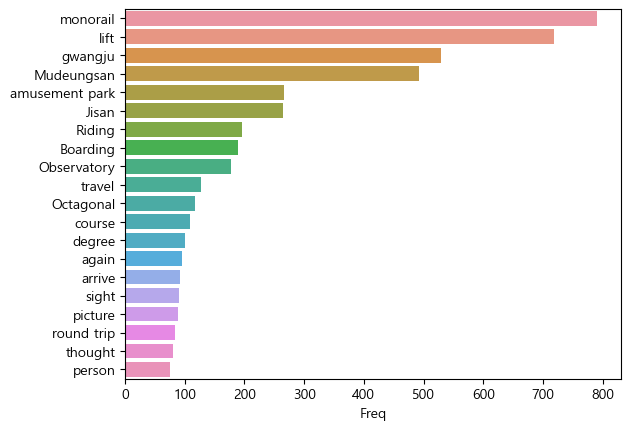 monorail
lift
gwangju
Mudeungsan
amusement park
Jisan
Riding
Boarding
Observatory
travel
Octagonal
course
degree
again
arrive
sight
picture
round trip
thought
person
0 100 200 300 400 500 600 700 800
Freq